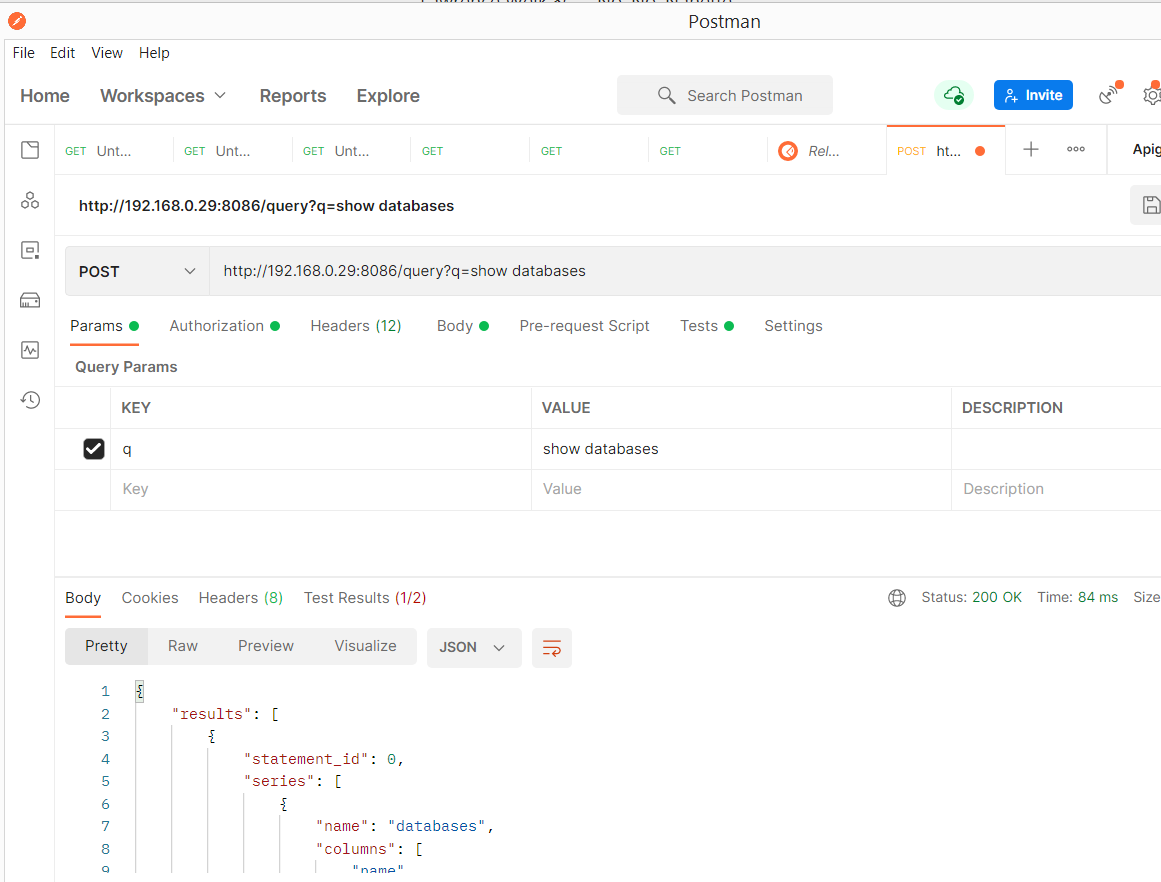 Postman
File Edit View Help
Home Workspaces Reports Explore Search Postman Invite
GET Unt... GET Unt... GET Unt... GET GET GET Rel... POST ht... Apig
http://192.168.0.29:8086/query?q=show databases
POST http://192.168.0.29:8086/query?q=show databases
Params Authorization Headers (12) Body Pre-request Script Tests Settings
Query Params
KEY VALUE DESCRIPTION
q show databases
Key Value Description
Body Cookies Headers (8) Test Results (1/2) Status: 200 OK Time: 84 ms Size
Pretty Raw Preview Visualize JSON
1 {
2 "results": [
3 {
4 "statement_id": 0,
5 "series": [
6 {
7 "name": "databases",
8 "columns": [
9 "name"